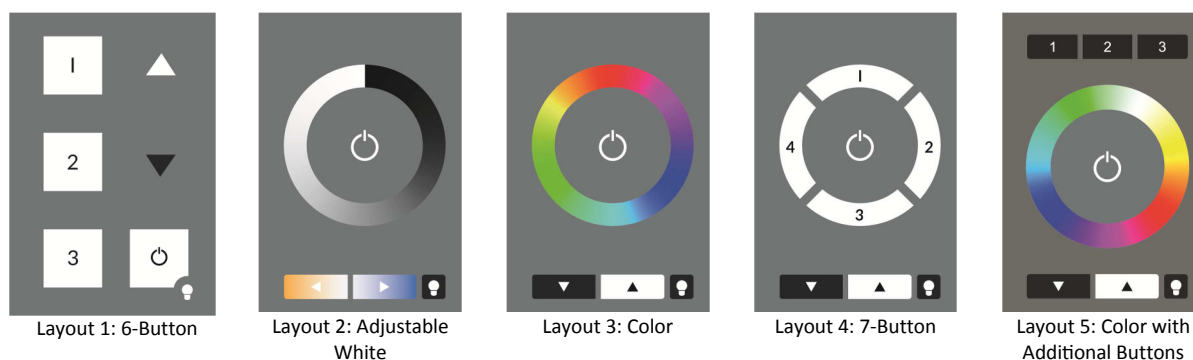 I
2
3
I
4
2
3
1 2 3
Layout 1: 6-Button
Layout 2: Adjustable
White
Layout 3: Color
Layout 4: 7-Button
Layout 5: Color with
Additional Buttons